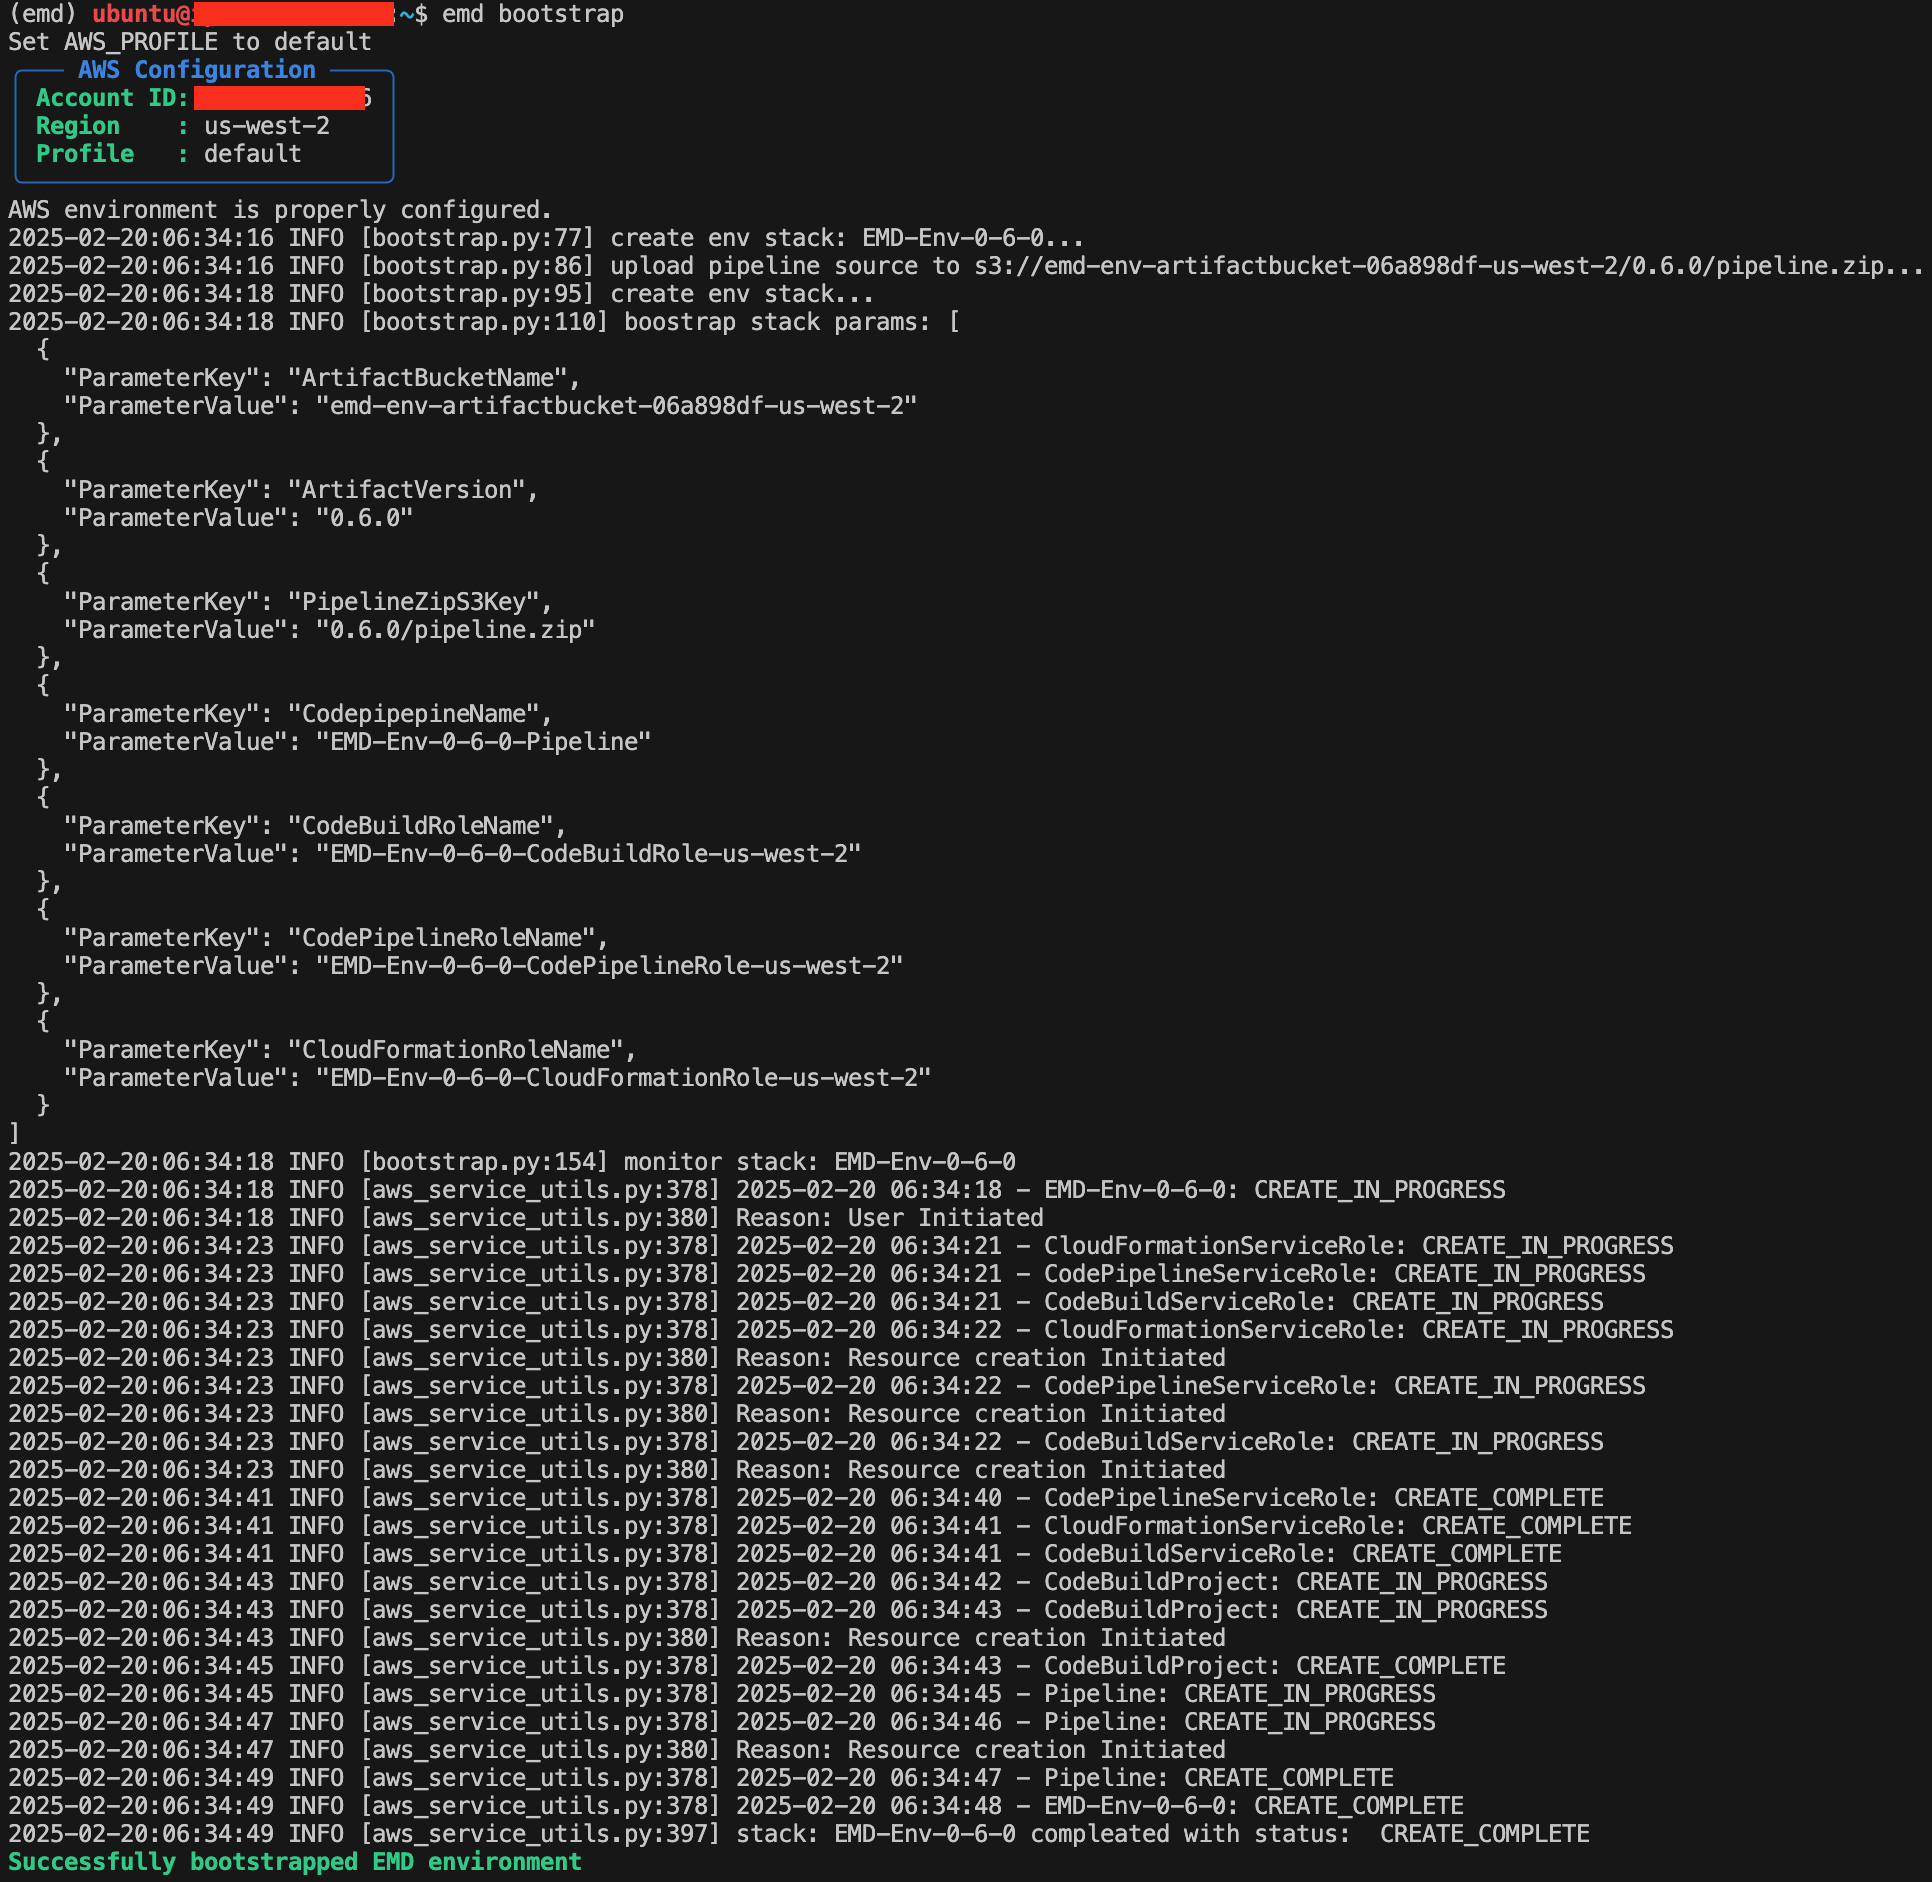 (emd) ubuntu@ :~$ emd bootstrap
Set AWS_PROFILE to default
AWS Configuration
Account ID: 6
Region    : us-west-2
Profile   : default
AWS environment is properly configured.
2025-02-20:06:34:16 INFO [bootstrap.py:77] create env stack: EMD-Env-0-6-0...
2025-02-20:06:34:16 INFO [bootstrap.py:86] upload pipeline source to s3://emd-env-artifactbucket-06a898df-us-west-2/0.6.0/pipeline.zip...
2025-02-20:06:34:18 INFO [bootstrap.py:95] create env stack...
2025-02-20:06:34:18 INFO [bootstrap.py:110] boostrap stack params: [
  {
    "ParameterKey": "ArtifactBucketName",
    "ParameterValue": "emd-env-artifactbucket-06a898df-us-west-2"
  },
  {
    "ParameterKey": "ArtifactVersion",
    "ParameterValue": "0.6.0"
  },
  {
    "ParameterKey": "PipelineZipS3Key",
    "ParameterValue": "0.6.0/pipeline.zip"
  },
  {
    "ParameterKey": "CodepipepineName",
    "ParameterValue": "EMD-Env-0-6-0-Pipeline"
  },
  {
    "ParameterKey": "CodeBuildRoleName",
    "ParameterValue": "EMD-Env-0-6-0-CodeBuildRole-us-west-2"
  },
  {
    "ParameterKey": "CodePipelineRoleName",
    "ParameterValue": "EMD-Env-0-6-0-CodePipelineRole-us-west-2"
  },
  {
    "ParameterKey": "CloudFormationRoleName",
    "ParameterValue": "EMD-Env-0-6-0-CloudFormationRole-us-west-2"
  }
]
2025-02-20:06:34:18 INFO [bootstrap.py:154] monitor stack: EMD-Env-0-6-0
2025-02-20:06:34:18 INFO [aws_service_utils.py:378] 2025-02-20 06:34:18 - EMD-Env-0-6-0: CREATE_IN_PROGRESS
2025-02-20:06:34:18 INFO [aws_service_utils.py:380] Reason: User Initiated
2025-02-20:06:34:23 INFO [aws_service_utils.py:378] 2025-02-20 06:34:21 - CloudFormationServiceRole: CREATE_IN_PROGRESS
2025-02-20:06:34:23 INFO [aws_service_utils.py:378] 2025-02-20 06:34:21 - CodePipelineServiceRole: CREATE_IN_PROGRESS
2025-02-20:06:34:23 INFO [aws_service_utils.py:378] 2025-02-20 06:34:21 - CodeBuildServiceRole: CREATE_IN_PROGRESS
2025-02-20:06:34:23 INFO [aws_service_utils.py:378] 2025-02-20 06:34:22 - CloudFormationServiceRole: CREATE_IN_PROGRESS
2025-02-20:06:34:23 INFO [aws_service_utils.py:380] Reason: Resource creation Initiated
2025-02-20:06:34:23 INFO [aws_service_utils.py:378] 2025-02-20 06:34:22 - CodePipelineServiceRole: CREATE_IN_PROGRESS
2025-02-20:06:34:23 INFO [aws_service_utils.py:380] Reason: Resource creation Initiated
2025-02-20:06:34:23 INFO [aws_service_utils.py:378] 2025-02-20 06:34:22 - CodeBuildServiceRole: CREATE_IN_PROGRESS
2025-02-20:06:34:23 INFO [aws_service_utils.py:380] Reason: Resource creation Initiated
2025-02-20:06:34:41 INFO [aws_service_utils.py:378] 2025-02-20 06:34:40 - CodePipelineServiceRole: CREATE_COMPLETE
2025-02-20:06:34:41 INFO [aws_service_utils.py:378] 2025-02-20 06:34:41 - CloudFormationServiceRole: CREATE_COMPLETE
2025-02-20:06:34:41 INFO [aws_service_utils.py:378] 2025-02-20 06:34:41 - CodeBuildServiceRole: CREATE_COMPLETE
2025-02-20:06:34:43 INFO [aws_service_utils.py:378] 2025-02-20 06:34:42 - CodeBuildProject: CREATE_IN_PROGRESS
2025-02-20:06:34:43 INFO [aws_service_utils.py:378] 2025-02-20 06:34:43 - CodeBuildProject: CREATE_IN_PROGRESS
2025-02-20:06:34:43 INFO [aws_service_utils.py:380] Reason: Resource creation Initiated
2025-02-20:06:34:45 INFO [aws_service_utils.py:378] 2025-02-20 06:34:43 - CodeBuildProject: CREATE_COMPLETE
2025-02-20:06:34:45 INFO [aws_service_utils.py:378] 2025-02-20 06:34:45 - Pipeline: CREATE_IN_PROGRESS
2025-02-20:06:34:47 INFO [aws_service_utils.py:378] 2025-02-20 06:34:46 - Pipeline: CREATE_IN_PROGRESS
2025-02-20:06:34:47 INFO [aws_service_utils.py:380] Reason: Resource creation Initiated
2025-02-20:06:34:49 INFO [aws_service_utils.py:378] 2025-02-20 06:34:47 - Pipeline: CREATE_COMPLETE
2025-02-20:06:34:49 INFO [aws_service_utils.py:378] 2025-02-20 06:34:48 - EMD-Env-0-6-0: CREATE_COMPLETE
2025-02-20:06:34:49 INFO [aws_service_utils.py:397] stack: EMD-Env-0-6-0 compleated with status:  CREATE_COMPLETE
Successfully bootstrapped EMD environment